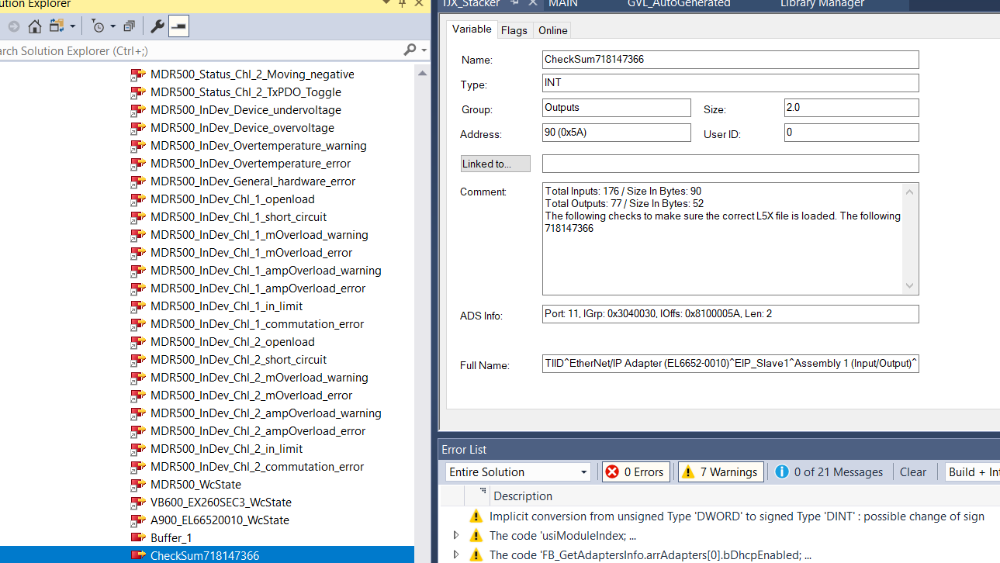 ution Explorer
arch Solution Explorer (Ctrl+;)
MDR500_Status_Chl_2_Moving_negative
MDR500_Status_Chl_2_TxPDO_Toggle
MDR500_InDev_Device_undervoltage
MDR500_InDev_Device_overvoltage
MDR500_InDev_Overtemperature_warning
MDR500_InDev_Overtemperature_error
MDR500_InDev_General_hardware_error
MDR500_InDev_Chl_1_openload
MDR500_InDev_Chl_1_short_circuit
MDR500_InDev_Chl_1_mOverload_warning
MDR500_InDev_Chl_1_mOverload_error
MDR500_InDev_Chl_1_ampOverload_warning
MDR500_InDev_Chl_1_ampOverload_error
MDR500_InDev_Chl_1_in_limit
MDR500_InDev_Chl_1_commutation_error
MDR500_InDev_Chl_2_openload
MDR500_InDev_Chl_2_short_circuit
MDR500_InDev_Chl_2_mOverload_warning
MDR500_InDev_Chl_2_mOverload_error
MDR500_InDev_Chl_2_ampOverload_warning
MDR500_InDev_Chl_2_ampOverload_error
MDR500_InDev_Chl_2_in_limit
MDR500_InDev_Chl_2_commutation_error
MDR500_WcState
VB600_EX260SEC3_WcState
A900_EL66520010_WcState
Buffer_1
CheckSum718147366
TJX_Stacker MAIN GVL_AutoGenerated Library Manager
Variable Flags Online
Name: CheckSum718147366
Type: INT
Group: Outputs Size: 2.0
Address: 90 (0x5A) User ID: 0
Linked to...
Comment: Total Inputs: 176 / Size In Bytes: 90
Total Outputs: 77 / Size In Bytes: 52
The following checks to make sure the correct L5X file is loaded. The following
718147366
ADS Info: Port: 11, IGrp: 0x3040030, IOffs: 0x8100005A, Len: 2
Full Name: TIID^EtherNet/IP Adapter (EL6652-0010)^EIP_Slave1^Assembly 1 (Input/Output)^
Error List
Entire Solution 0 Errors 7 Warnings 0 of 21 Messages Clear Build + Int
Description
Implicit conversion from unsigned Type 'DWORD' to signed Type 'DINT' : possible change of sign
The code 'usiModuleIndex; ...
The code 'FB_GetAdaptersInfo.arrAdapters[0].bDhcpEnabled; ...